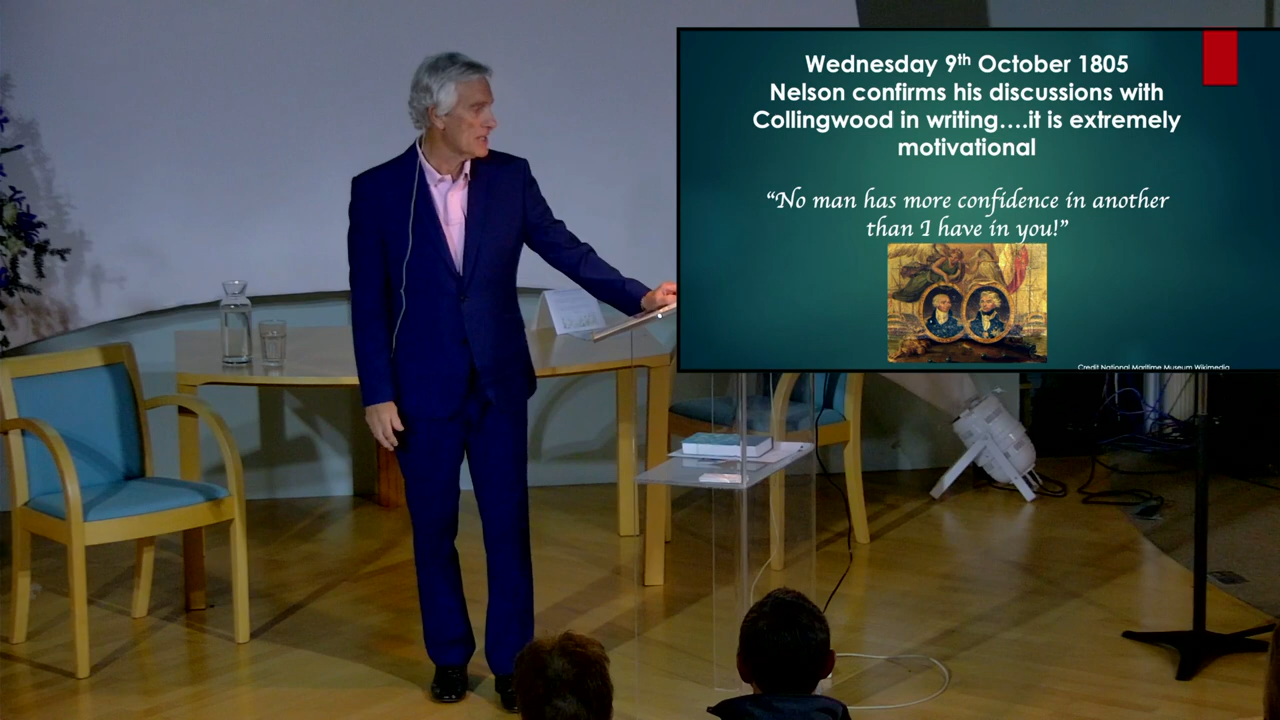 Wednesday 9th October 1805
Nelson confirms his discussions with
Collingwood in writing....it is extremely
motivational
“No man has more confidence in another
than I have in you!”
Credit National Maritime Museum Wikimedia